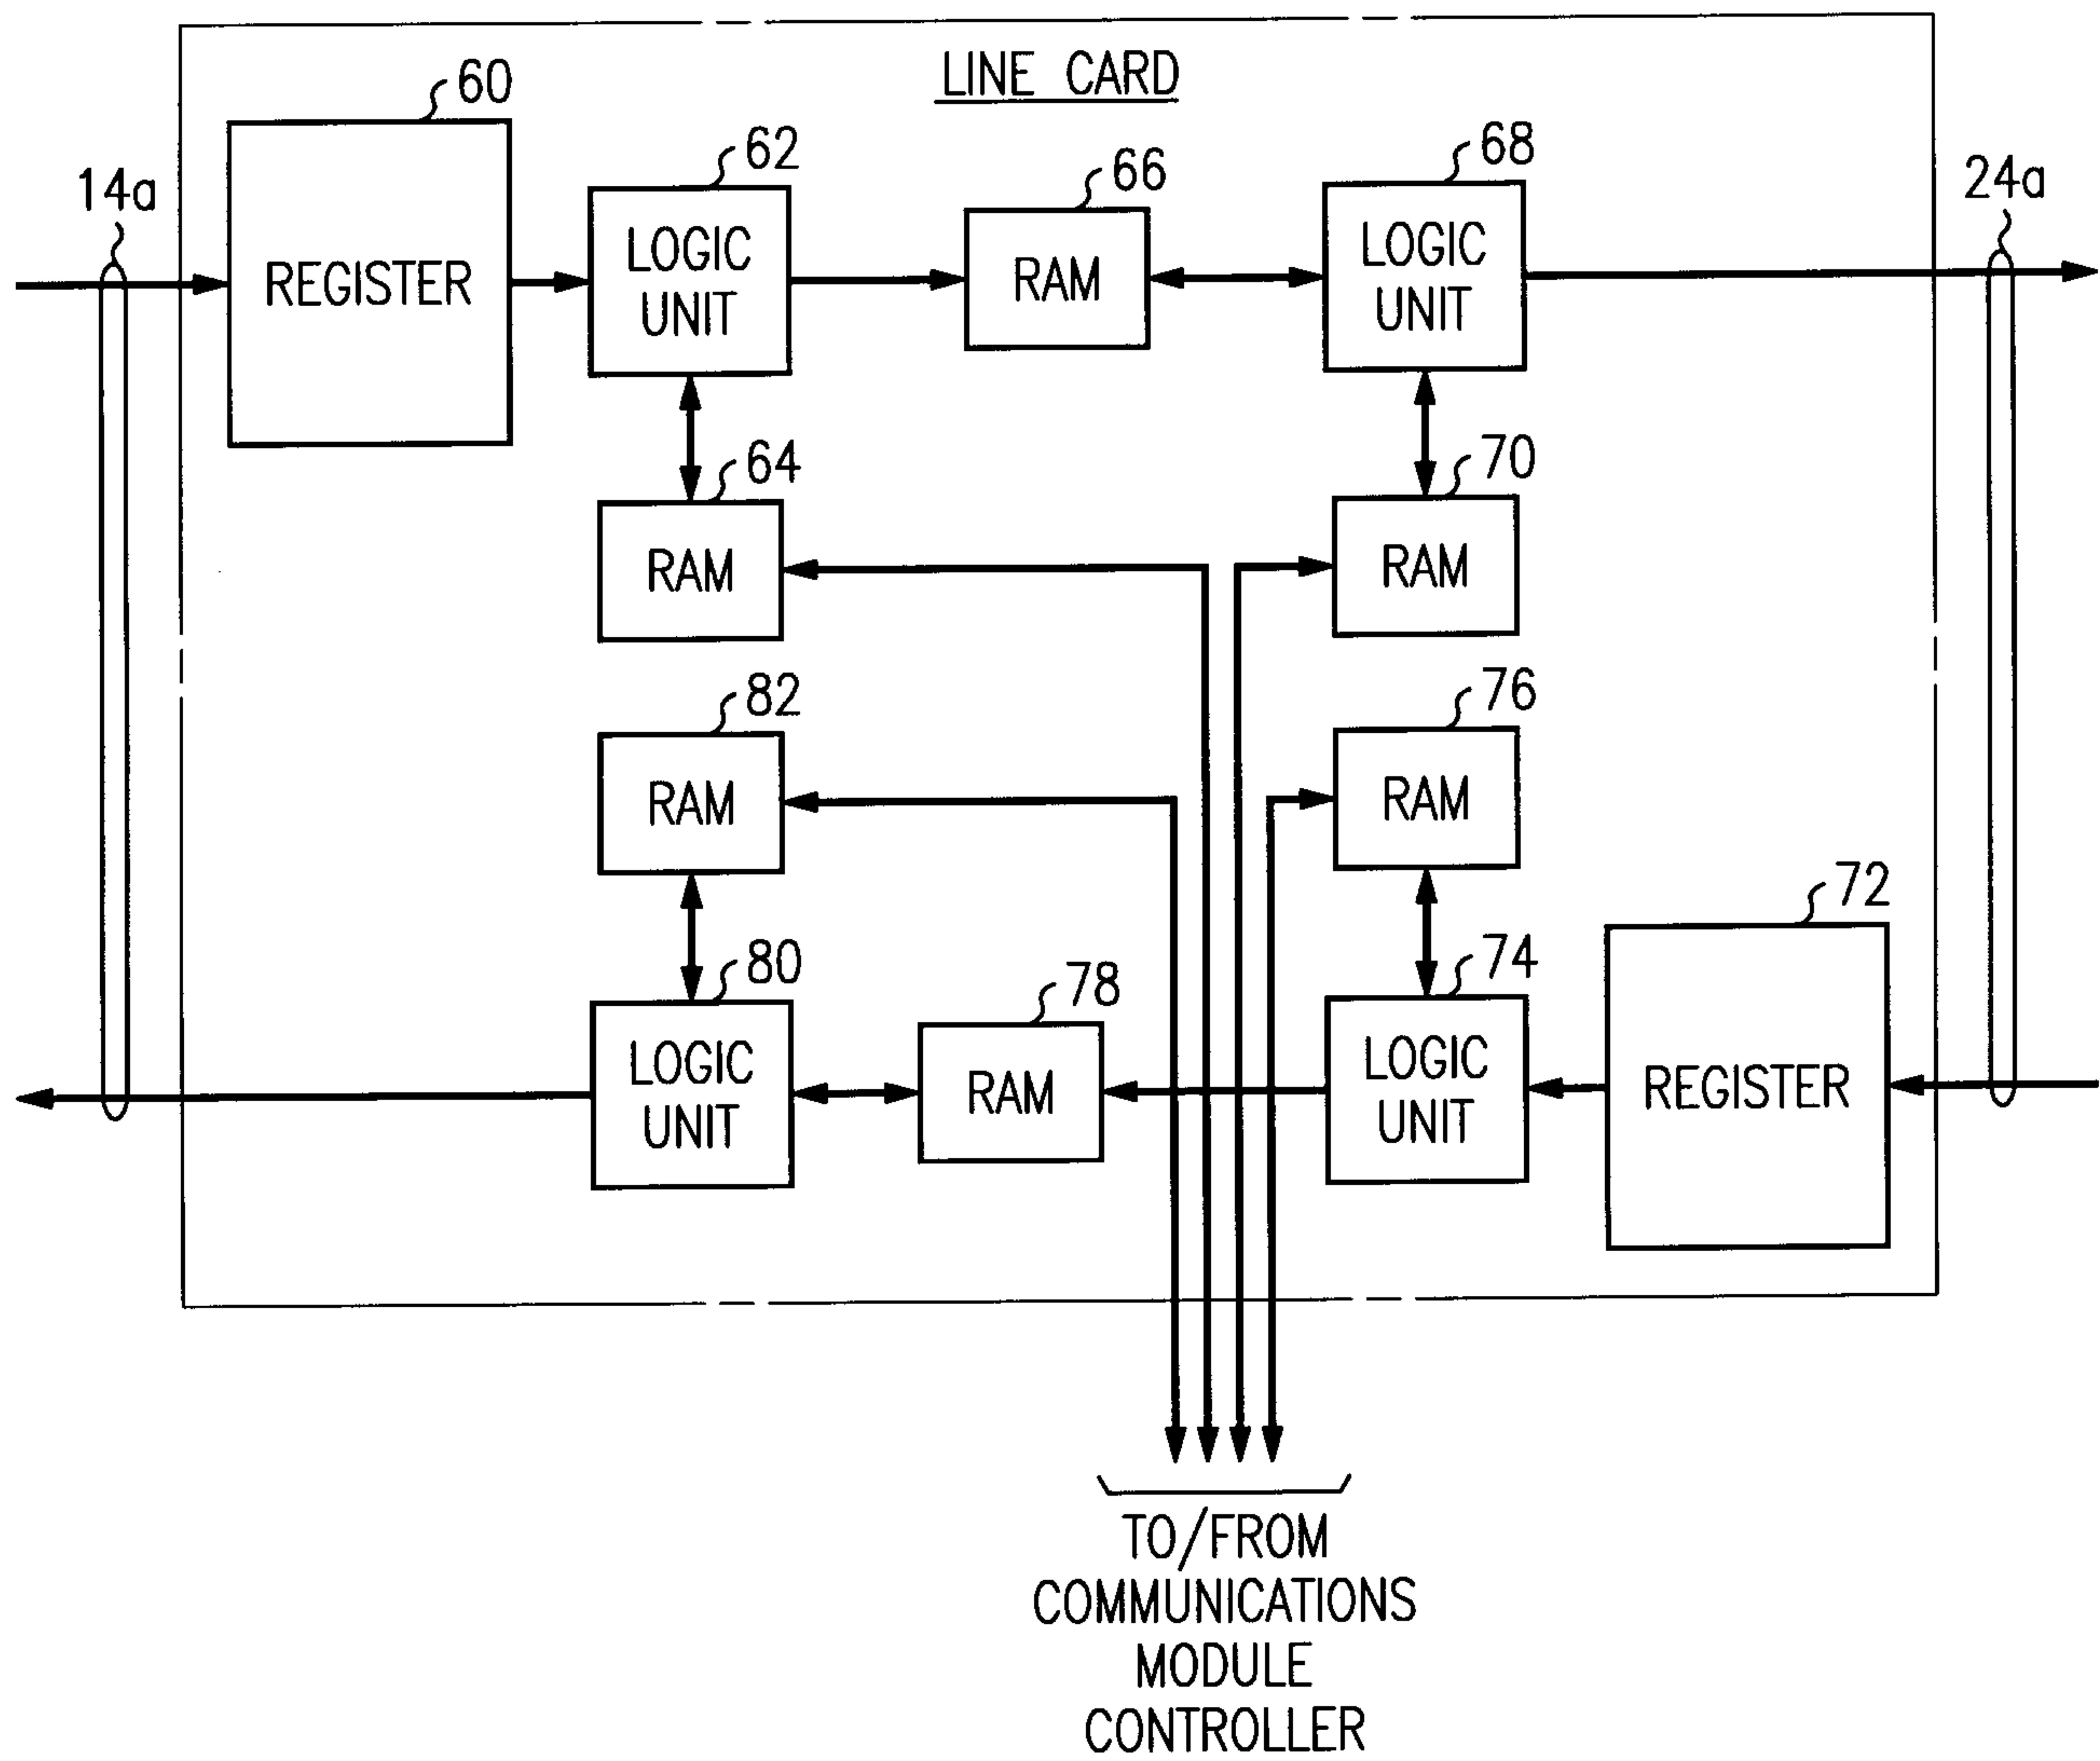 LINE CARD
60
62
66
68
14a
24a
REGISTER
LOGIC
UNIT
RAM
LOGIC
UNIT
64
70
RAM
RAM
82
76
RAM
RAM
72
80
78
74
LOGIC
UNIT
RAM
LOGIC
UNIT
REGISTER
TO/FROM
COMMUNICATIONS
MODULE
CONTROLLER